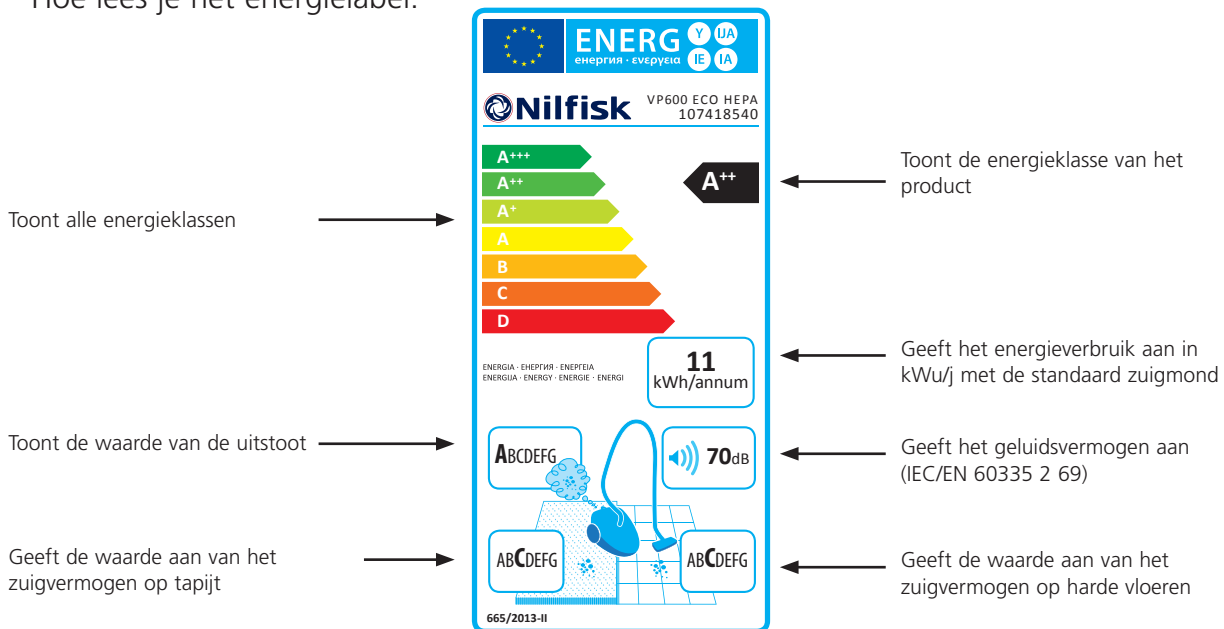 Hoe lees je het energielabel.
ENERG Y IJA
енергия · ενεργεια IE IA
Nilfisk VP600 ECO HEPA
107418540
A+++
A++
A+
A
B
C
D
A++
Toont alle energieklassen
Toont de energieklasse van het
product
ENERGIA · ЕНЕРГИЯ · ΕΝΕΡΓΕΙΑ
ENERGIJA · ENERGY · ENERGIE · ENERGI
11
kWh/annum
Geeft het energieverbruik aan in
kWu/j met de standaard zuigmond
Toont de waarde van de uitstoot
ABCDEFG
70dB
Geeft het geluidsvermogen aan
(IEC/EN 60335 2 69)
Geeft de waarde aan van het
zuigvermogen op tapijt
ABCDEFG
ABCDEFG
Geeft de waarde aan van het
zuigvermogen op harde vloeren
665/2013-II